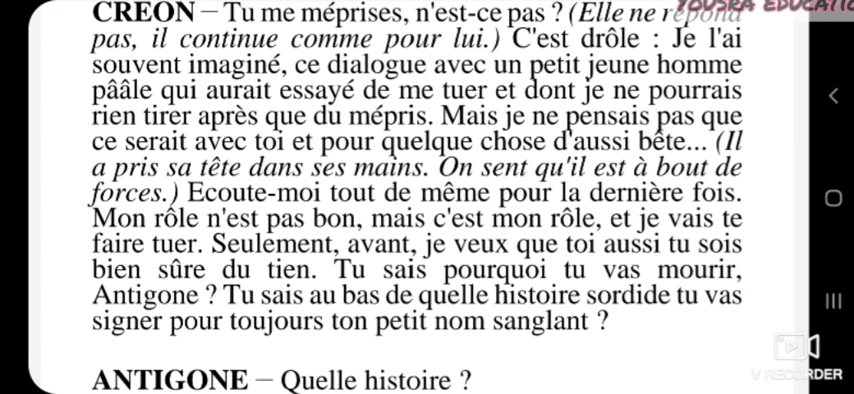 YOUSRA EDUCATIO
CREON – Tu me méprises, n'est-ce pas ? (Elle ne répond
pas, il continue comme pour lui.) C'est drôle : Je l'ai
souvent imaginé, ce dialogue avec un petit jeune homme
pââle qui aurait essayé de me tuer et dont je ne pourrais
rien tirer après que du mépris. Mais je ne pensais pas que
ce serait avec toi et pour quelque chose d'aussi bête... (Il
a pris sa tête dans ses mains. On sent qu'il est à bout de
forces.) Ecoute-moi tout de même pour la dernière fois.
Mon rôle n'est pas bon, mais c'est mon rôle, et je vais te
faire tuer. Seulement, avant, je veux que toi aussi tu sois
bien sûre du tien. Tu sais pourquoi tu vas mourir,
Antigone ? Tu sais au bas de quelle histoire sordide tu vas
signer pour toujours ton petit nom sanglant ?
ANTIGONE – Quelle histoire ?
V RECORDER